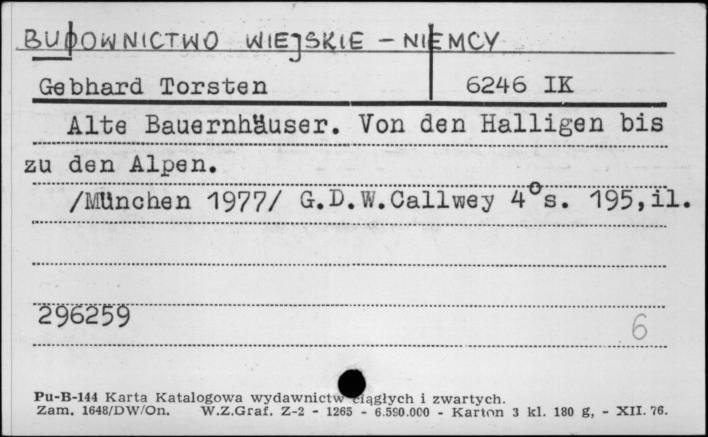 BUDOWNICTWO WIEJSKIE - NIEMCY
Gebhard Torsten 6246 IK
Alte Bauernhäuser. Von den Halligen bis
zu den Alpen.
/München 1977/ G.D.W.Callwey 4°s. 195,il.
296259
6
Pu-B-144 Karta Katalogowa wydawnictw ciągłych i zwartych.
Zam. 1648/DW/On. W.Z.Graf. Z-2 - 1265 - 6.590.000 - Karton 3 kl. 180 g, - XII. 76.